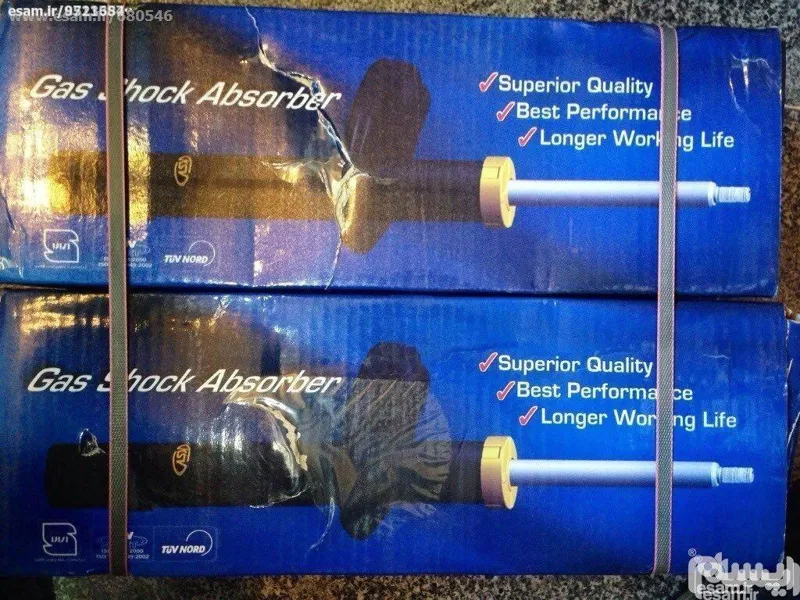 esam.ir/680546
Gas Shock Absorber
✓Superior Quality
✓Best Performance
✓Longer Working Life
TÜV NORD
Gas Shock Absorber
✓Superior Quality
✓Best Performance
✓Longer Working Life
TÜV NORD
®
ایسام
esam.ir